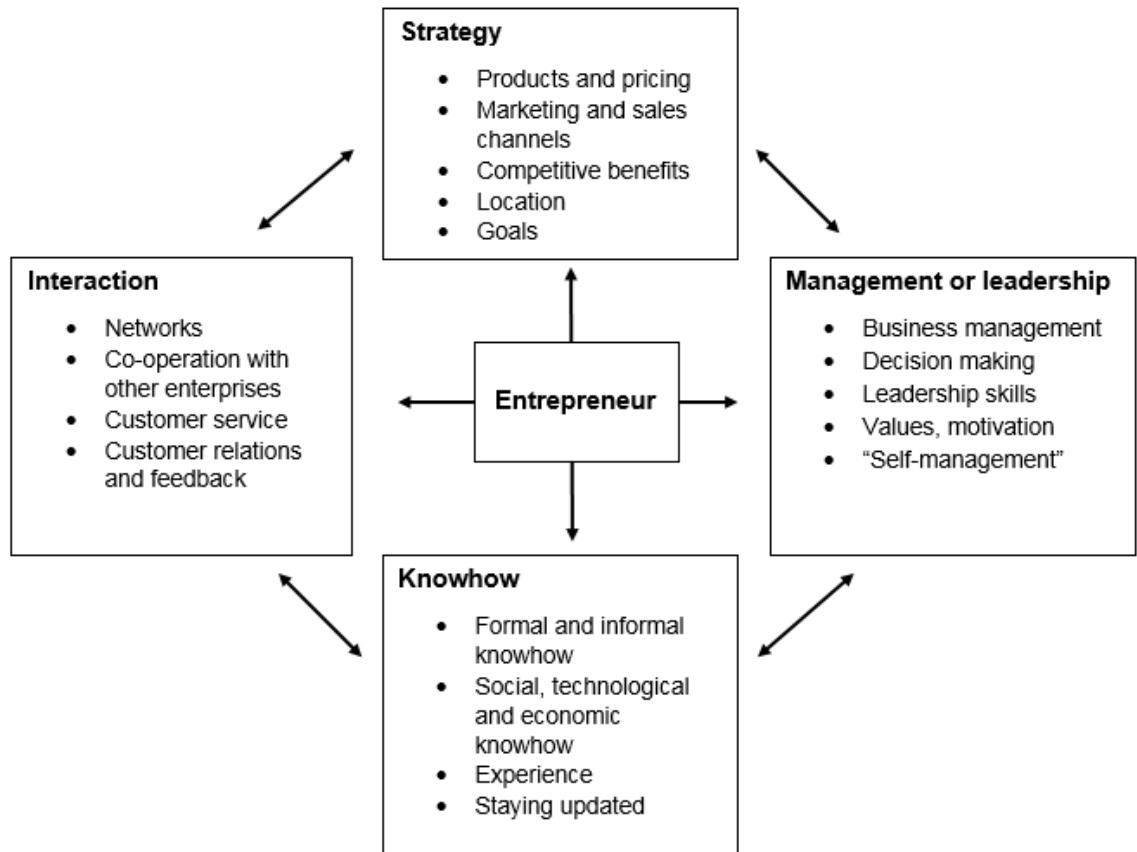 Strategy
• Products and pricing
• Marketing and sales
channels
• Competitive benefits
• Location
• Goals
Interaction
• Networks
• Co-operation with
other enterprises
• Customer service
• Customer relations
and feedback
Entrepreneur
Management or leadership
• Business management
• Decision making
• Leadership skills
• Values, motivation
• “Self-management”
Knowhow
• Formal and informal
knowhow
• Social, technological
and economic
knowhow
• Experience
• Staying updated